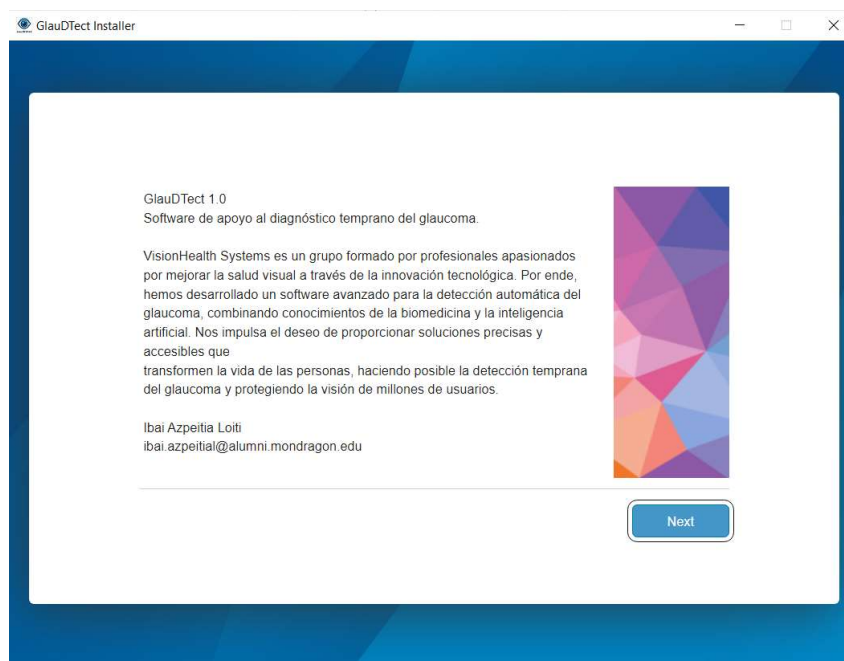 GlauDTect Installer
GlauDTect 1.0
Software de apoyo al diagnóstico temprano del glaucoma.
VisionHealth Systems es un grupo formado por profesionales apasionados
por mejorar la salud visual a través de la innovación tecnológica. Por ende,
hemos desarrollado un software avanzado para la detección automática del
glaucoma, combinando conocimientos de la biomedicina y la inteligencia
artificial. Nos impulsa el deseo de proporcionar soluciones precisas y
accesibles que
transformen la vida de las personas, haciendo posible la detección temprana
del glaucoma y protegiendo la visión de millones de usuarios.
Ibai Azpeitia Loiti
ibai.azpeitial@alumni.mondragon.edu
Next